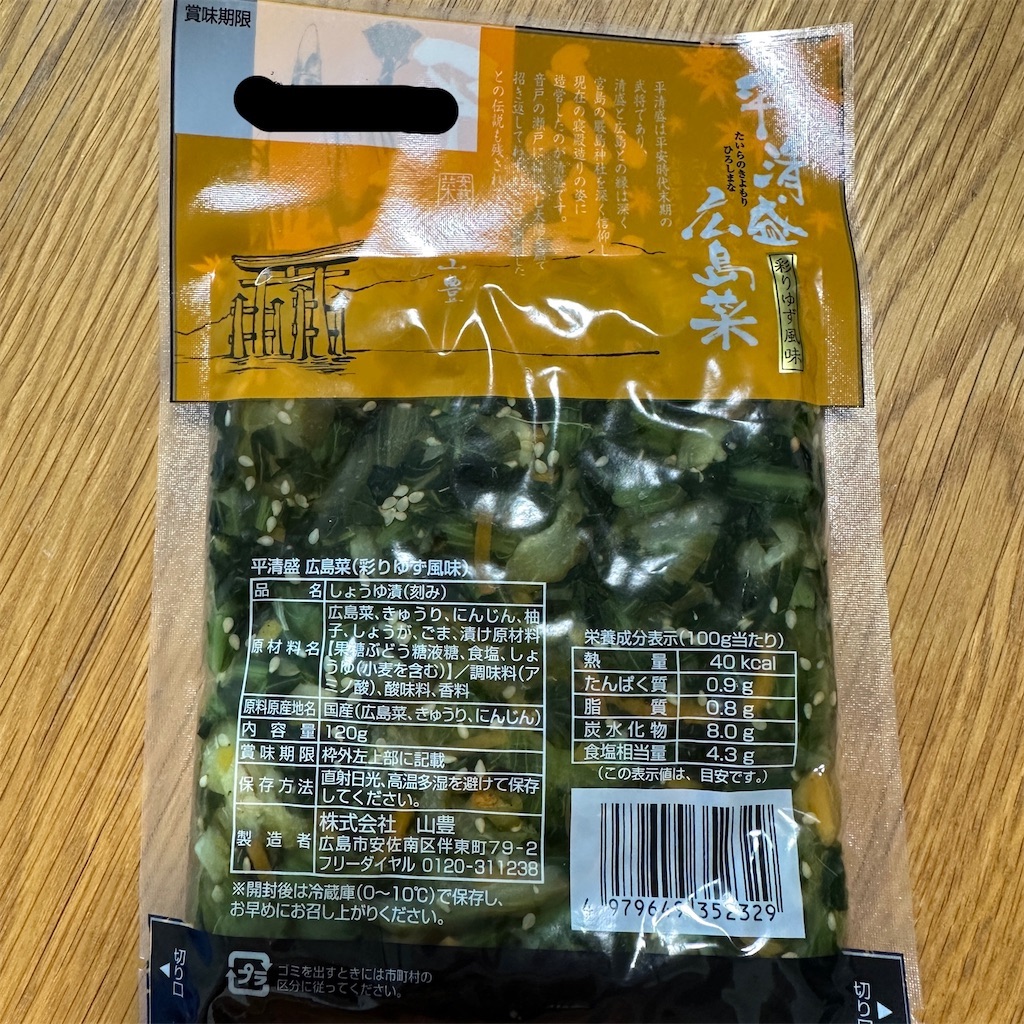 賞味期限
平清盛
広島菜
たいらのきよもり
ひろしまな
彩りゆず風味
平清盛は平安時代末期の
武将であり、
清盛と広島との縁は深く
宮島の厳島神社を深く信仰し
現在の寝殿造りの姿に
造営したのが清盛です。
音戸の瀬戸
招き返して
との伝説も残され
山豊
平清盛 広島菜(彩りゆず風味)
品名 しょうゆ漬(刻み)
原材料名 広島菜、きゅうり、にんじん、柚
子、しょうが、ごま、漬け原材料
【果糖ぶどう糖液糖、食塩、しょ
うゆ(小麦を含む)】/調味料(ア
ミノ酸)、酸味料、香料
原料原産地名 国産(広島菜、きゅうり、にんじん)
内容量 120g
賞味期限 枠外左上部に記載
保存方法 直射日光、高温多湿を避けて保存
してください。
製造者 株式会社 山豊
広島市安佐南区伴東町79-2
フリーダイヤル 0120-311238
※開封後は冷蔵庫(0~10℃)で保存し、
お早めにお召し上がりください。
栄養成分表示(100g当たり)
熱量 40 kcal
たんぱく質 0.9 g
脂質 0.8 g
炭水化物 8.0 g
食塩相当量 4.3 g
(この表示値は、目安です。)
4 979649 352329
切り口
プラ
ゴミを出すときには市町村の
区分に従ってください。
切り口